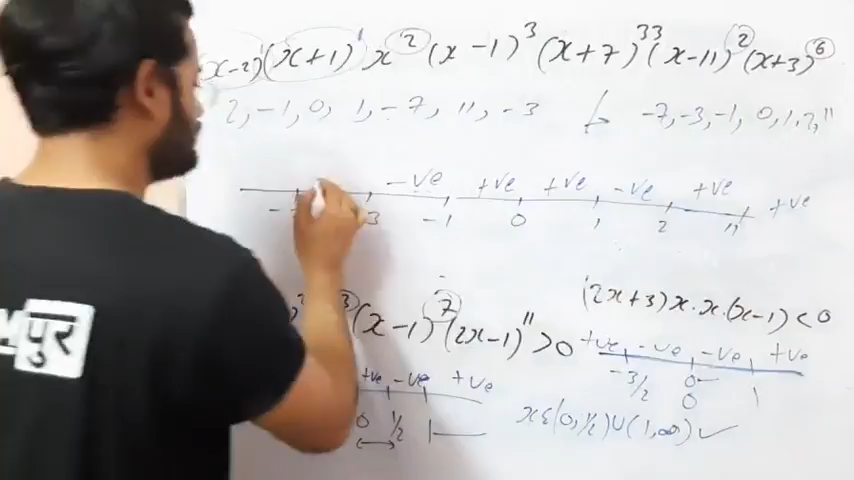 (x-2)¹(x+1)¹ x² (x-1)³ (x+7)³³ (x-11)² (x+3)⁶
2, -1, 0, 1, -7, 11, -3 → -7, -3, -1, 0, 1, 2, 11
-ve +ve +ve -ve +ve +ve
3 -1 0 1 2 11
(2x+3)x.x.(x-1)<0
(x-1)⁷ (2x-1)¹¹ >0
+ve -ve -ve +ve
-3/2 0 1
0
+ve -ve +ve
0 1/2 1
x∈(0,1/2)∪(1,∞)
पुर